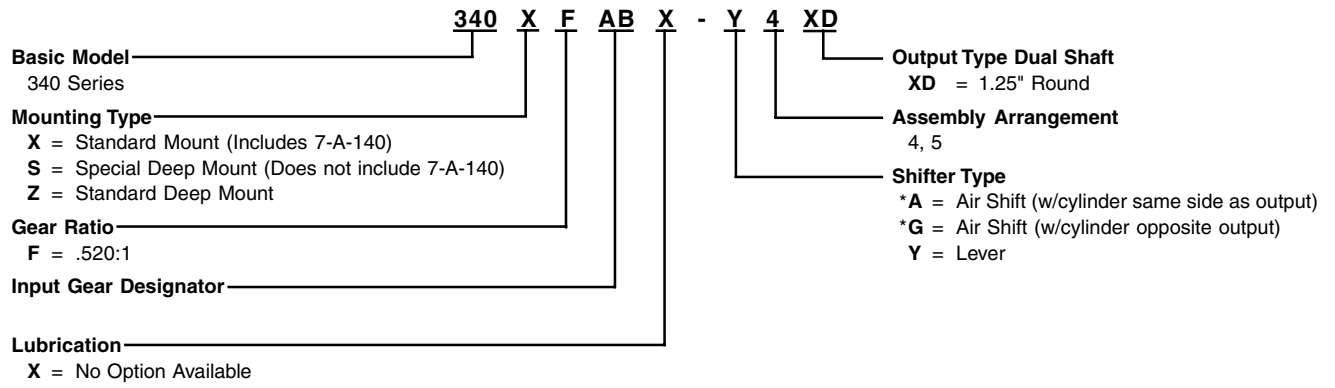 340 X F AB X - Y 4 XD
Basic Model
340 Series
Mounting Type
X = Standard Mount (Includes 7-A-140)
S = Special Deep Mount (Does not include 7-A-140)
Z = Standard Deep Mount
Gear Ratio
F = .520:1
Input Gear Designator
Lubrication
X = No Option Available
Output Type Dual Shaft
XD = 1.25" Round
Assembly Arrangement
4, 5
Shifter Type
*A = Air Shift (w/cylinder same side as output)
*G = Air Shift (w/cylinder opposite output)
Y = Lever